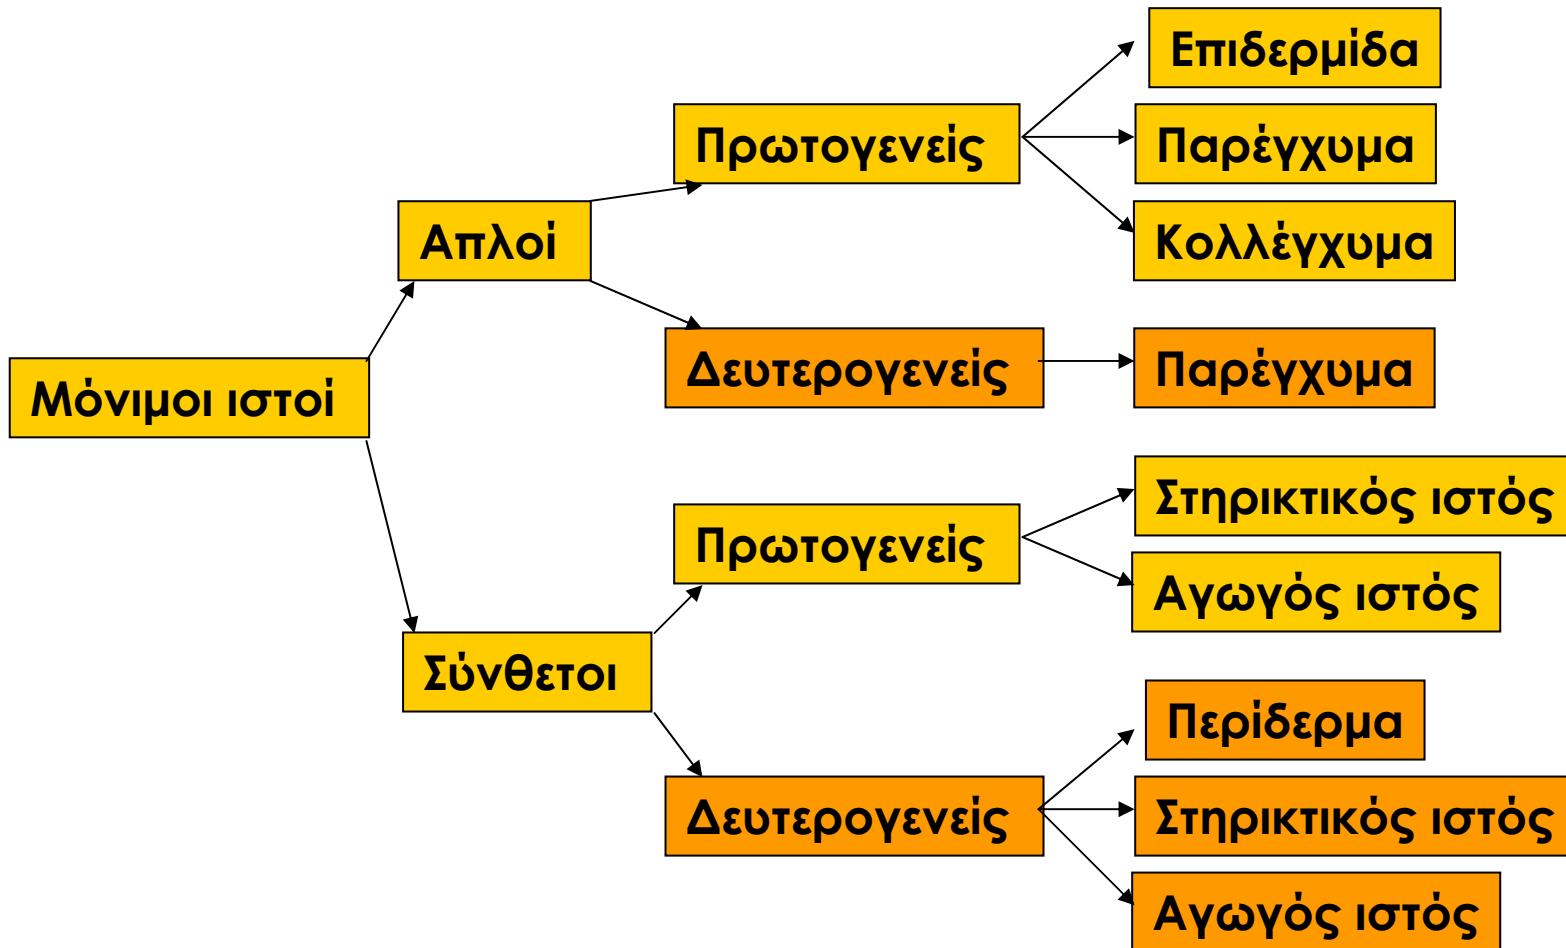 Επιδερμίδα
Πρωτογενείς
Παρέγχυμα
Απλοί
Κολλέγχυμα
Δευτερογενείς
Παρέγχυμα
Μόνιμοι ιστοί
Στηρικτικός ιστός
Πρωτογενείς
Αγωγός ιστός
Σύνθετοι
Περίδερμα
Δευτερογενείς
Στηρικτικός ιστός
Αγωγός ιστός